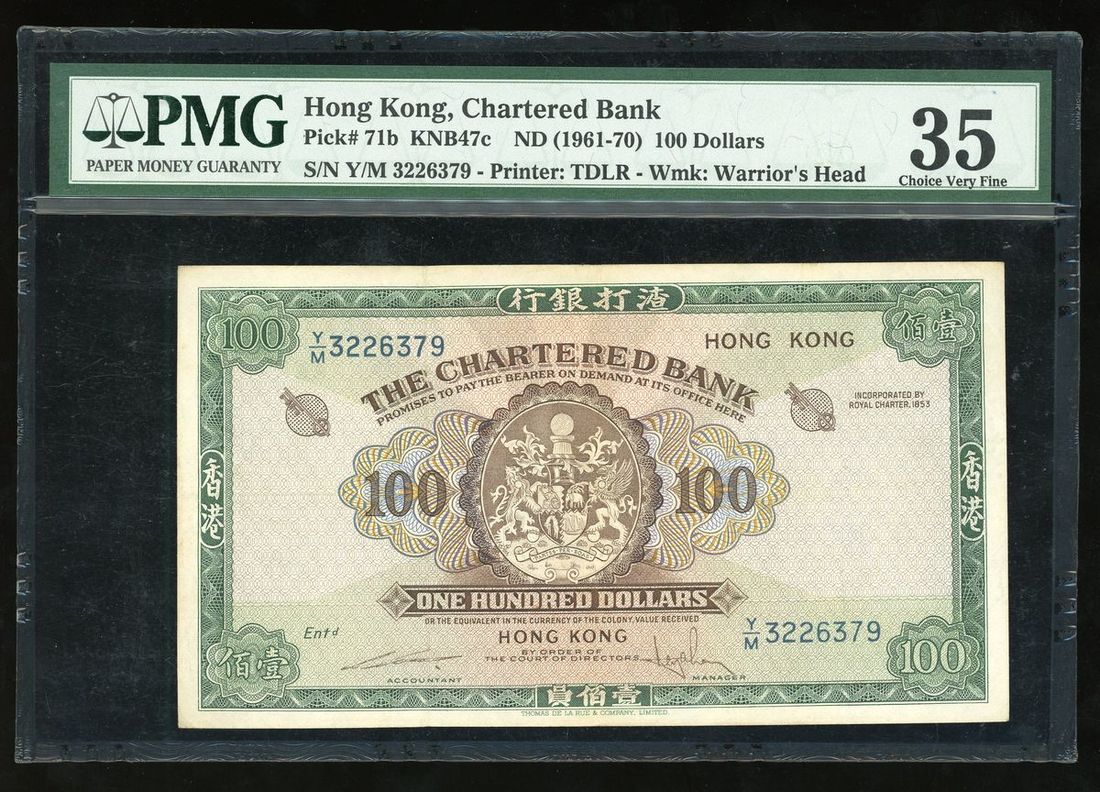 PMG
PAPER MONEY GUARANTY
Hong Kong, Chartered Bank
Pick# 71b KNB47c ND (1961-70) 100 Dollars
S/N Y/M 3226379 - Printer: TDLR - Wmk: Warrior's Head
35
Choice Very Fine
行銀打渣
100
Y/M 3226379
HONG KONG
佰壹
THE CHARTERED BANK
PROMISES TO PAY THE BEARER ON DEMAND AT ITS OFFICE HERE
INCORPORATED BY
ROYAL CHARTER, 1853
香港
100
100
香港
ONE HUNDRED DOLLARS
OR THE EQUIVALENT IN THE CURRENCY OF THE COLONY, VALUE RECEIVED
HONG KONG
Y/M 3226379
Entd
BY ORDER OF
THE COURT OF DIRECTORS
佰壹
ACCOUNTANT
MANAGER
100
員佰壹
THOMAS DE LA RUE & COMPANY, LIMITED.